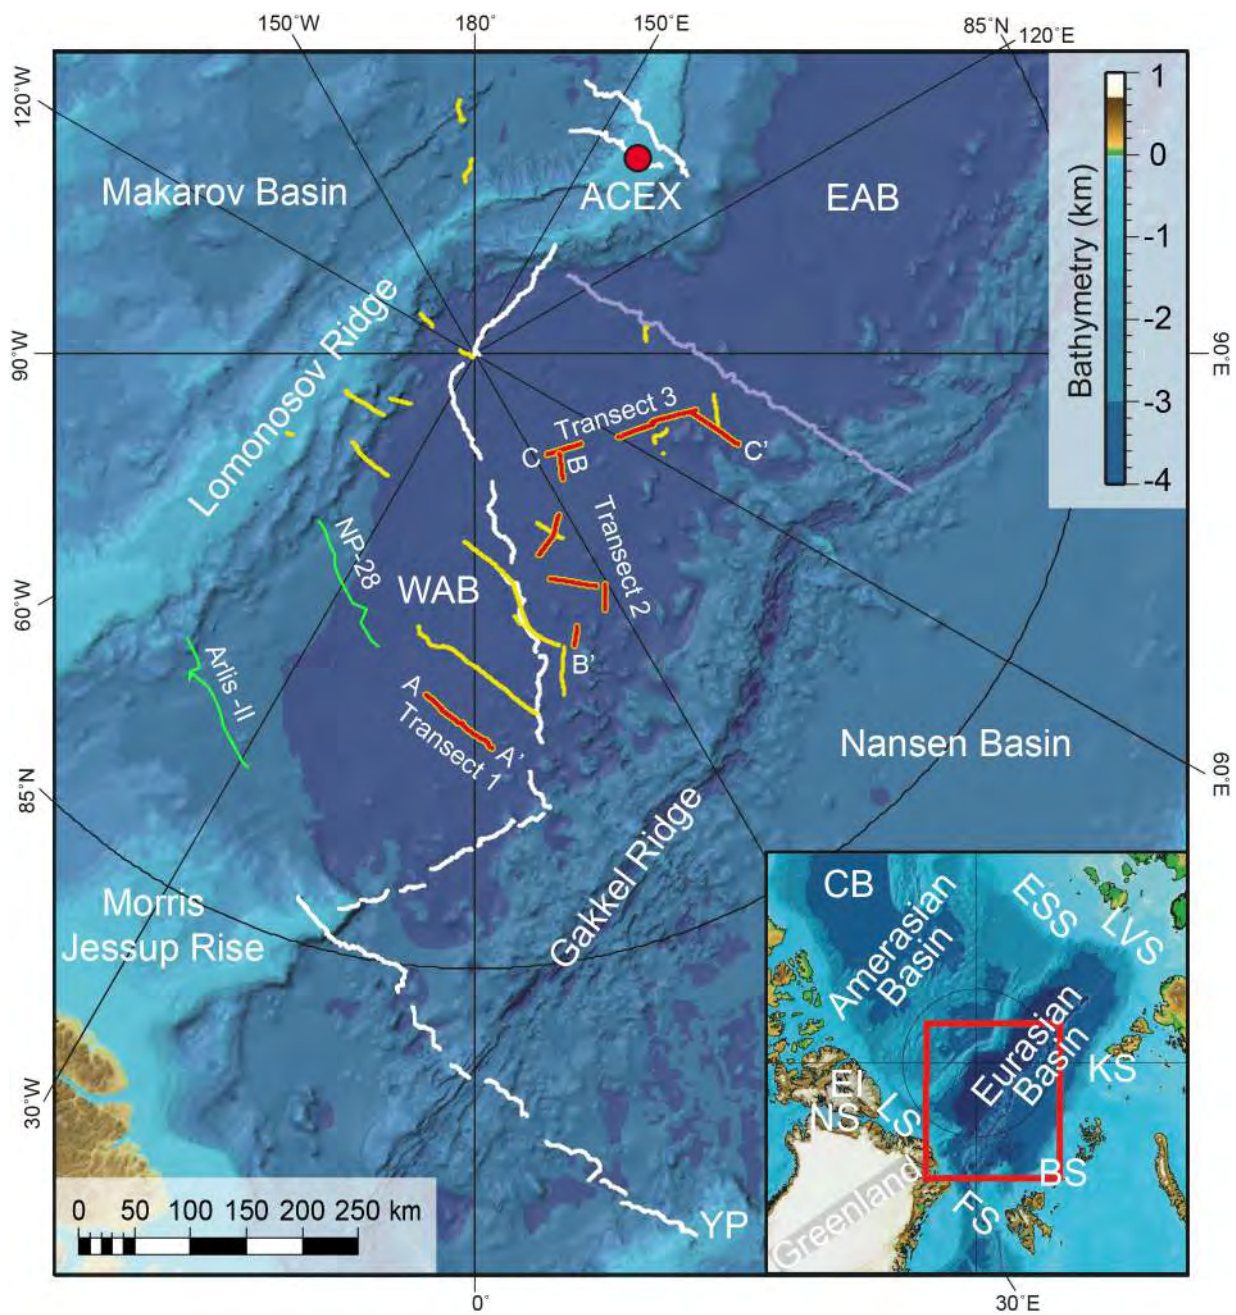 150˚W
180˚
150˚E
85˚N
120˚E
120˚W
Makarov Basin
ACEX
EAB
1
0
-1
-2
-3
-4
Bathymetry (km)
90˚W
90˚E
Lomonosov Ridge
Transect 3
C
B
C'
NP-28
Transect 2
WAB
60˚W
Arlis-II
B'
A
Transect 1
A'
Nansen Basin
60˚E
85˚N
Gakkel Ridge
Morris
Jessup Rise
30˚W
0 50 100 150 200 250 km
YP
CB
Amerasian
Basin
ESS
LVS
Eurasian
Basin
KS
EI
NS
LS
BS
FS
Greenland
0˚
30˚E